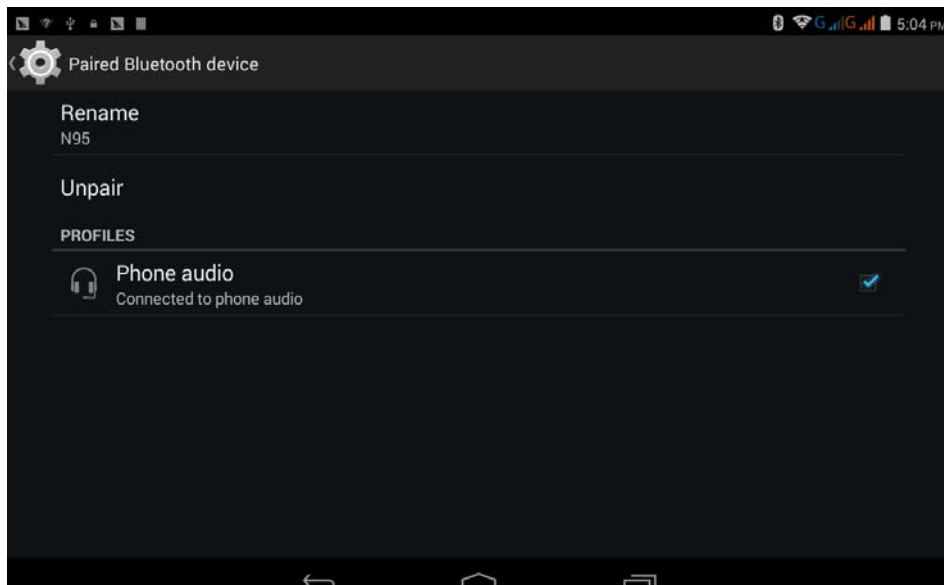 G G 5:04 PM
Paired Bluetooth device
Rename
N95
Unpair
PROFILES
Phone audio
Connected to phone audio